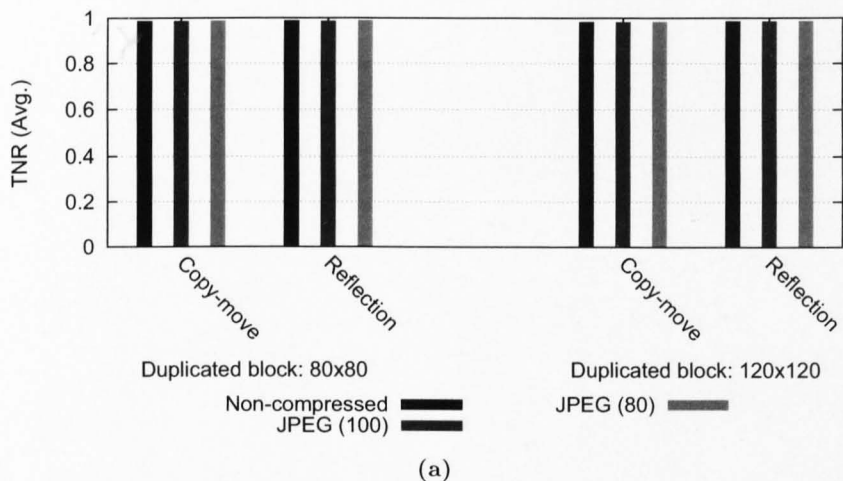 1
0.8
0.6
0.4
0.2
0
TNR (Avg.)
Copy-move
Reflection
Copy-move
Reflection
Duplicated block: 80x80
Duplicated block: 120x120
Non-compressed
JPEG (100)
JPEG (80)
(a)